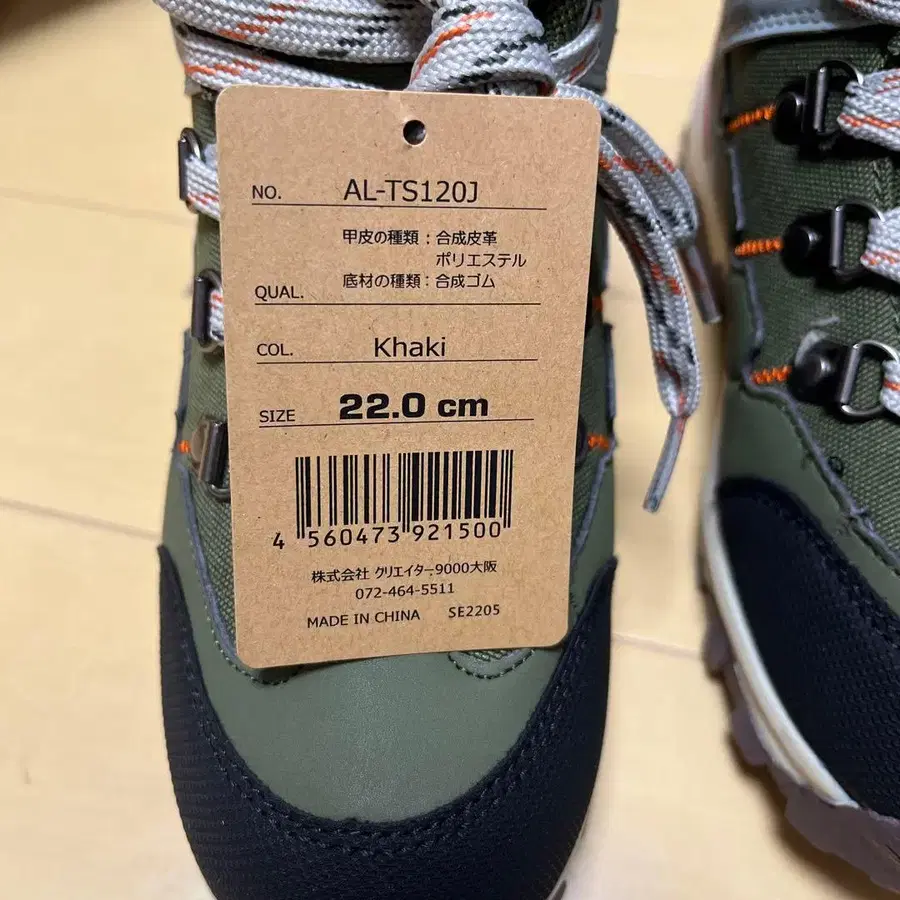 NO. AL-TS120J
甲皮の種類：合成皮革
ポリエステル
底材の種類：合成ゴム
QUAL.
COL. Khaki
SIZE 22.0 cm
4 560473 921500
株式会社 クリエイター9000大阪
072-464-5511
MADE IN CHINA SE2205